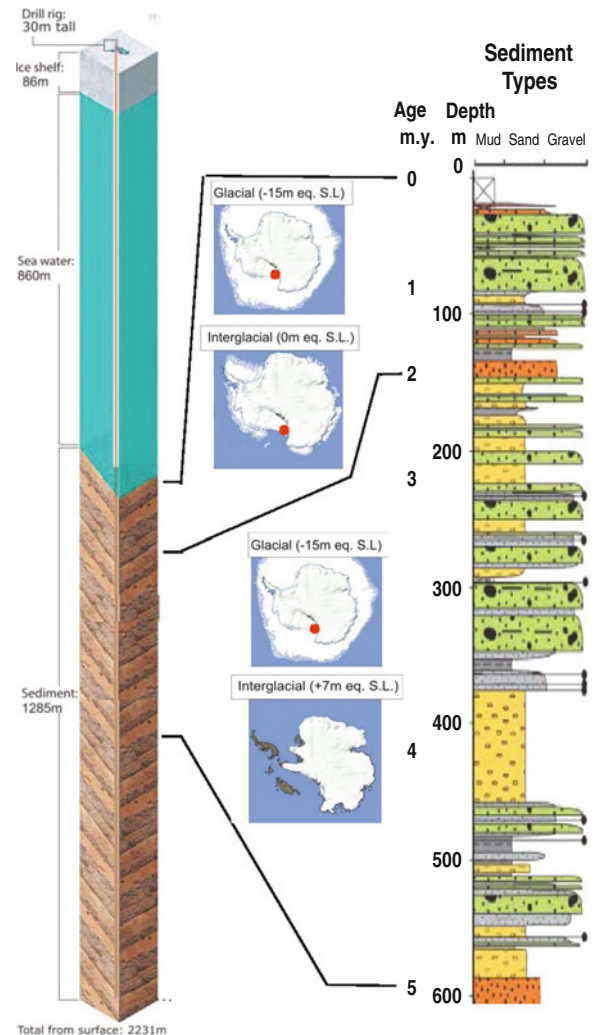 Drill rig:
30m tall
Ice shelf:
86m
Sea water:
860m
Sediment:
1285m
Total from surface: 2231m
Glacial (-15m eq. S.L)
Interglacial (0m eq. S.L.)
Glacial (-15m eq. S.L)
Interglacial (+7m eq. S.L.)
Sediment
Types
Age Depth
m.y. m Mud Sand Gravel
0
0
1
100
2
200
3
300
400
4
500
5
600